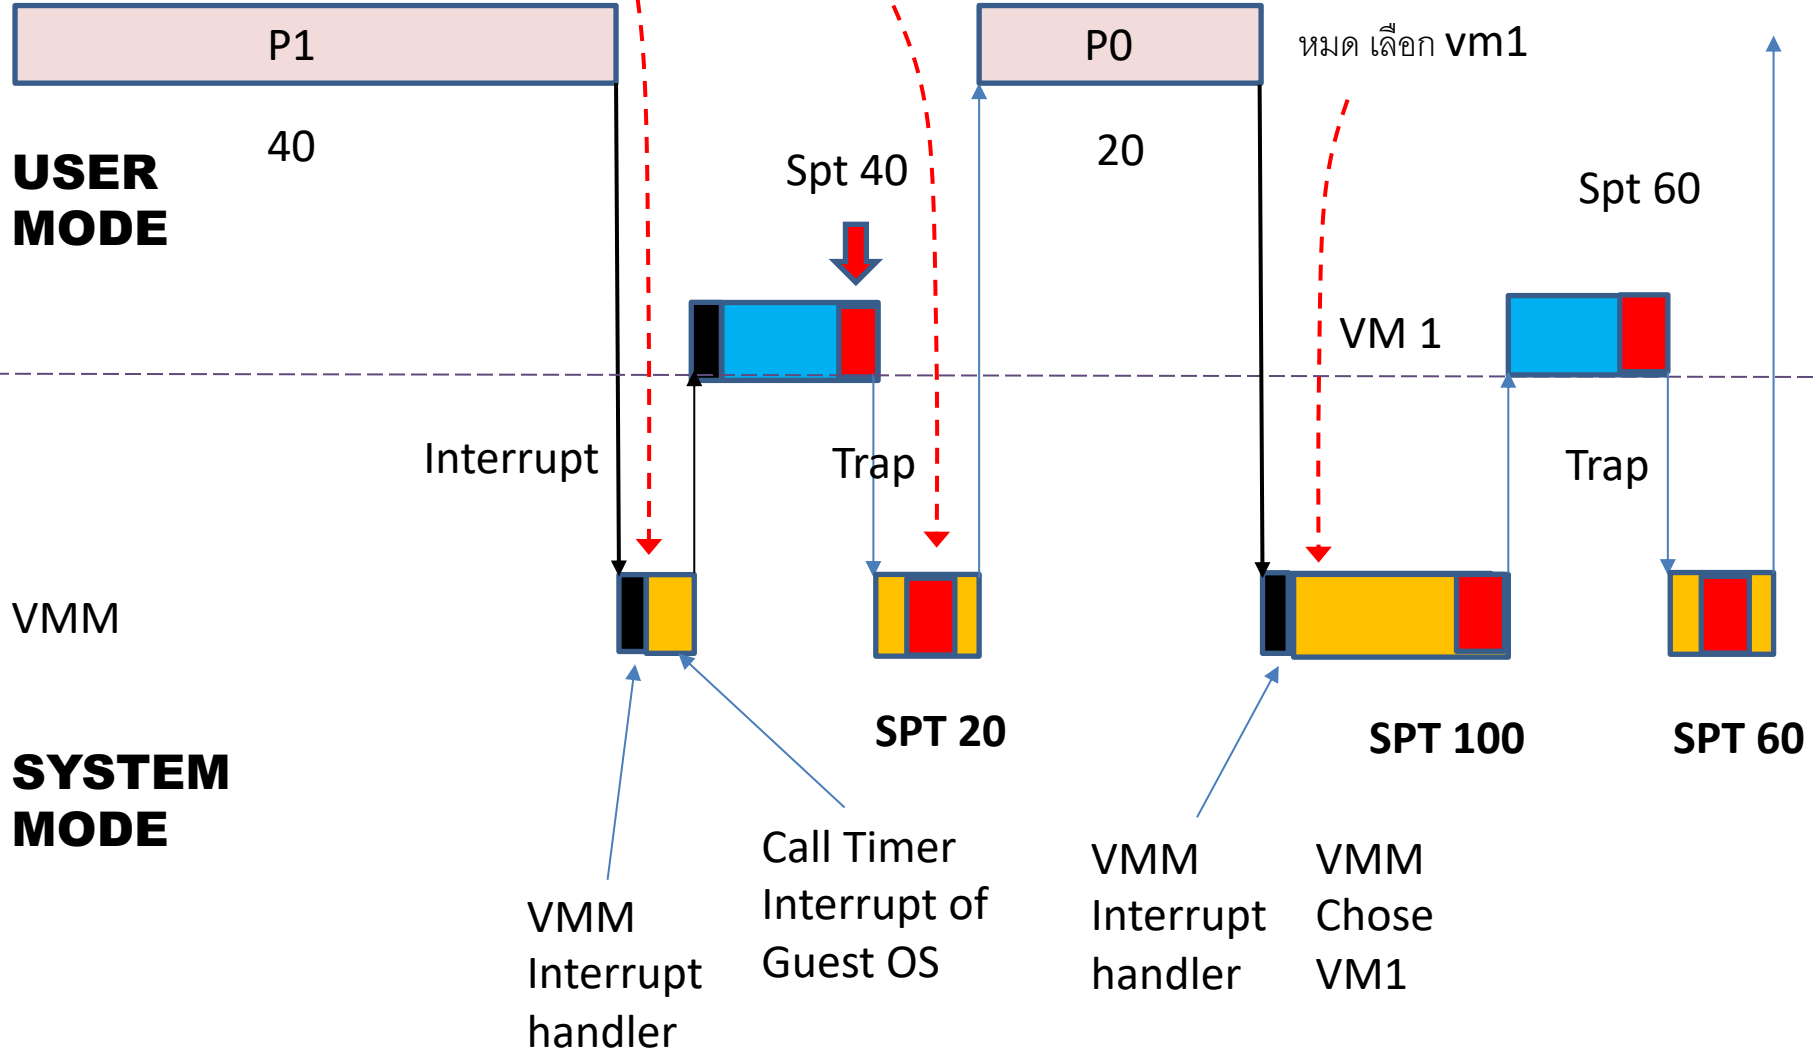 P1
P0
หมด เลือก vm1
40
Spt 40
20
Spt 60
USER
MODE
VM 1
Interrupt
Trap
Trap
VMM
SPT 20
SPT 100
SPT 60
SYSTEM
MODE
VMM
Interrupt
handler
Call Timer
Interrupt of
Guest OS
VMM
Interrupt
handler
VMM
Chose
VM1